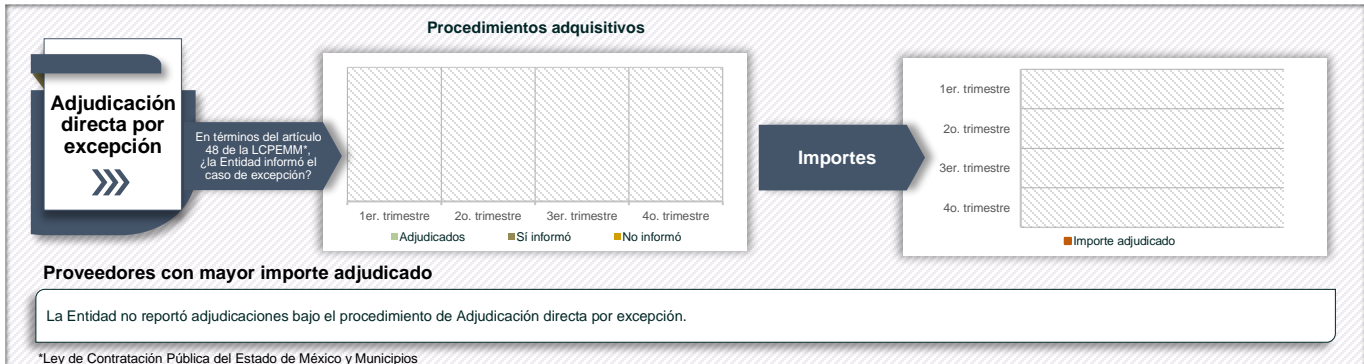 Procedimientos adquisitivos
Adjudicación
directa por
excepción
En términos del artículo
48 de la LCPEMM*,
¿la Entidad informó el
caso de excepción?
1er. trimestre
2o. trimestre
3er. trimestre
4o. trimestre
Adjudicados
Sí informó
No informó
Importes
1er. trimestre
2o. trimestre
3er. trimestre
4o. trimestre
Importe adjudicado
Proveedores con mayor importe adjudicado
La Entidad no reportó adjudicaciones bajo el procedimiento de Adjudicación directa por excepción.
*Ley de Contratación Pública del Estado de México y Municipios